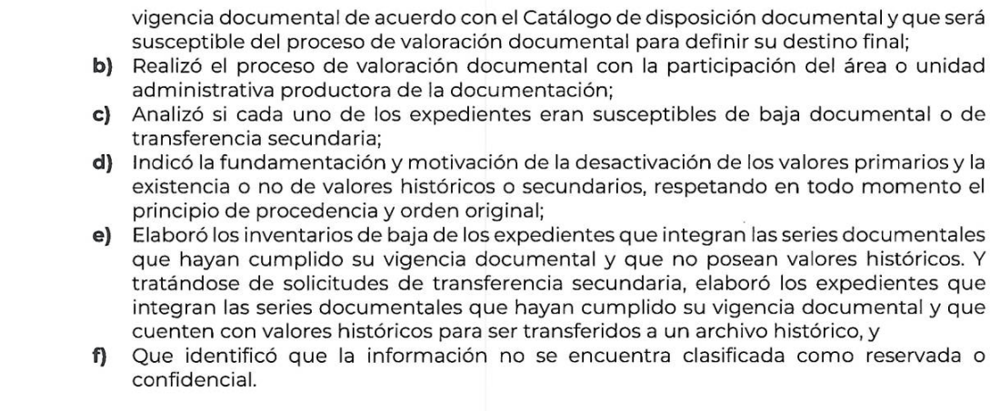 vigencia documental de acuerdo con el Catálogo de disposición documental y que será
susceptible del proceso de valoración documental para definir su destino final;
b) Realizó el proceso de valoración documental con la participación del área o unidad
administrativa productora de la documentación;
c) Analizó si cada uno de los expedientes eran susceptibles de baja documental o de
transferencia secundaria;
d) Indicó la fundamentación y motivación de la desactivación de los valores primarios y la
existencia o no de valores históricos o secundarios, respetando en todo momento el
principio de procedencia y orden original;
e) Elaboró los inventarios de baja de los expedientes que integran las series documentales
que hayan cumplido su vigencia documental y que no posean valores históricos. Y
tratándose de solicitudes de transferencia secundaria, elaboró los expedientes que
integran las series documentales que hayan cumplido su vigencia documental y que
cuenten con valores históricos para ser transferidos a un archivo histórico, y
f) Que identificó que la información no se encuentra clasificada como reservada o
confidencial.